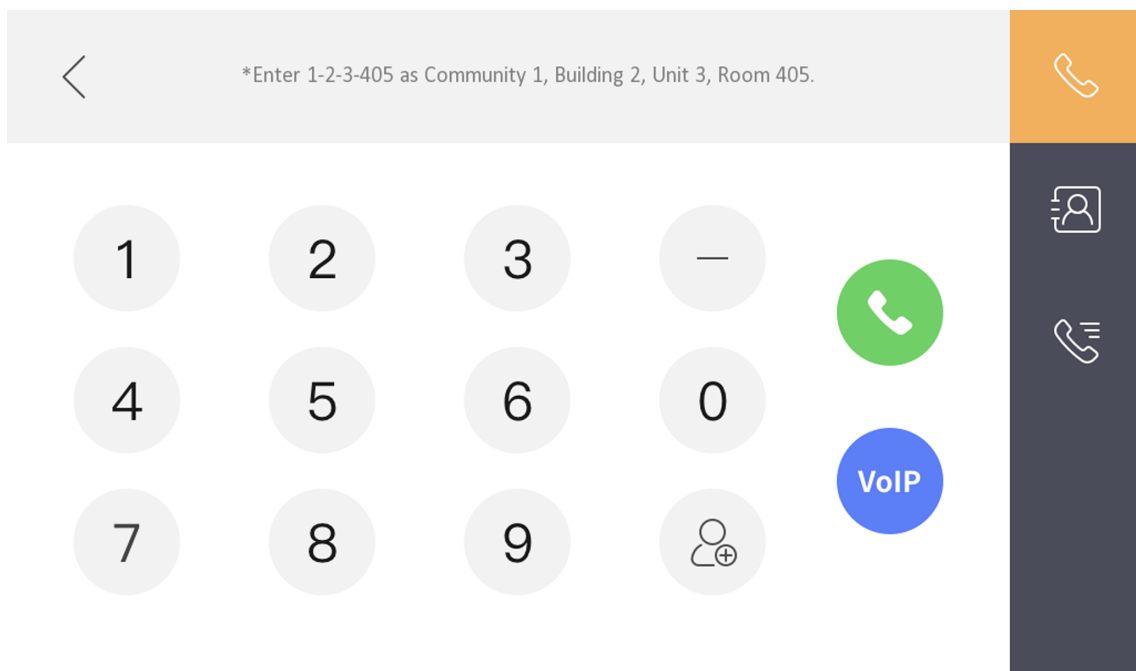 *Enter 1-2-3-405 as Community 1, Building 2, Unit 3, Room 405.
1 2 3 —
4 5 6 0
7 8 9
VoIP